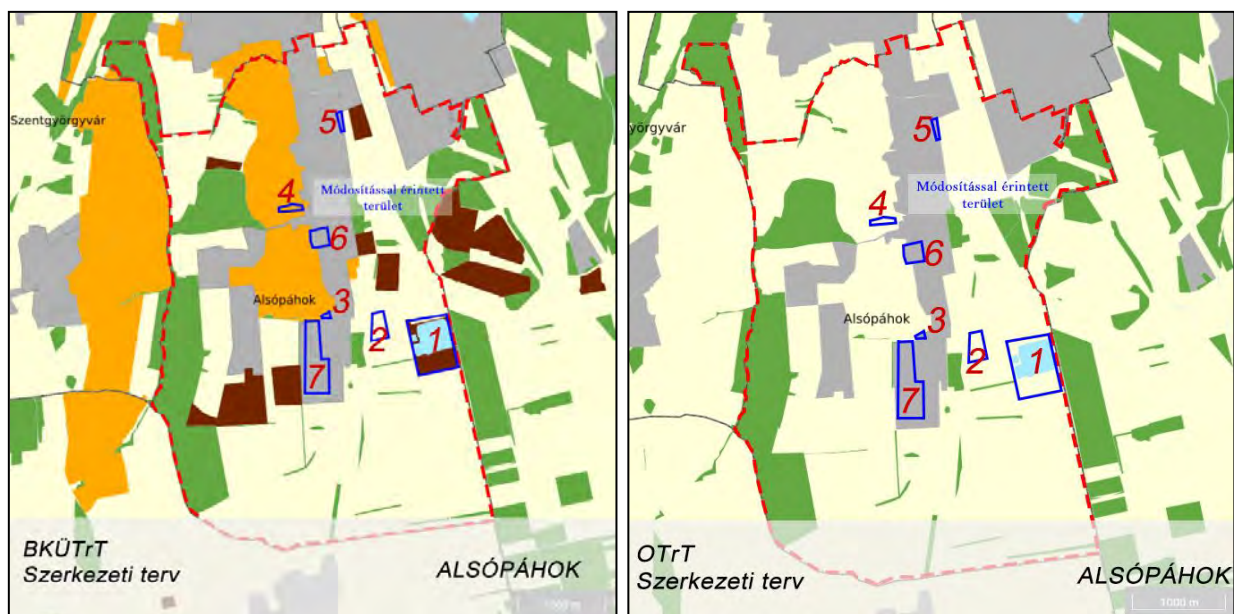 Szentgyörgyvár
5
4
Módosítással érintett
terület
6
Alsópáhok
3
2
1
7
BKÜTrT
Szerkezeti terv
ALSÓPÁHOK
1000 m
györgyvár
5
4
Módosítással érintett
terület
6
Alsópáhok
3
2
1
7
OTrT
Szerkezeti terv
ALSÓPÁHOK
1000 m